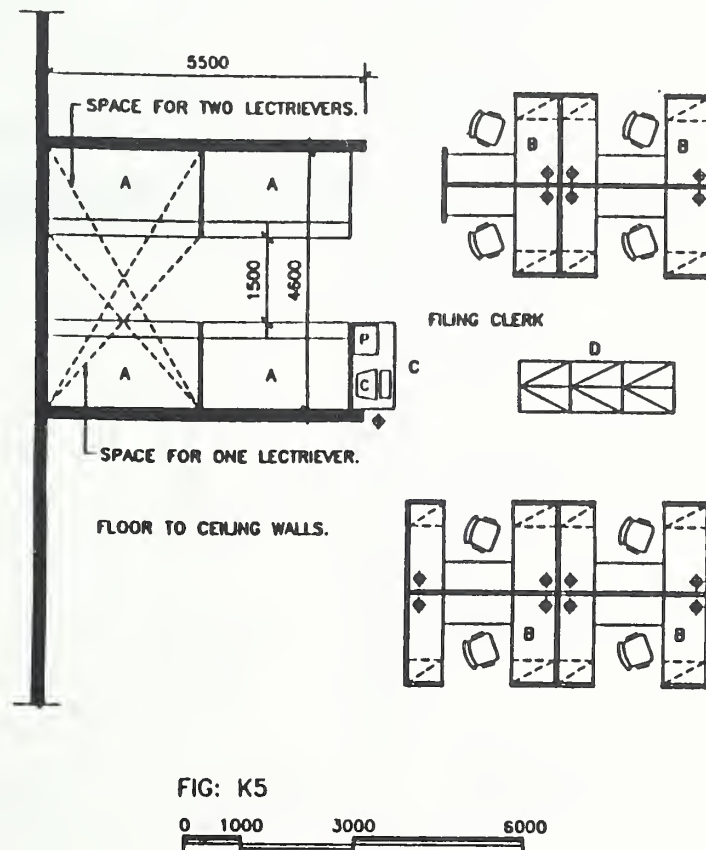 5500
SPACE FOR TWO LECTRIEVERS.
A A
B B
1500
4600
FILING CLERK
P
C
C
D
A A
SPACE FOR ONE LECTRIEVER.
FLOOR TO CEILING WALLS.
B B
FIG: K5
0 1000 3000 6000